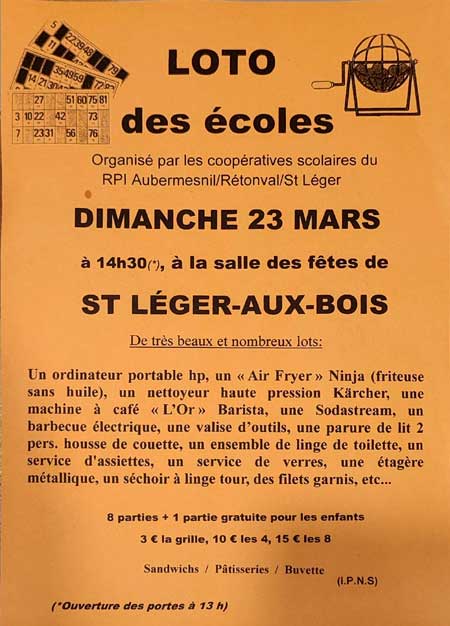 LOTO
des écoles
Organisé par les coopératives scolaires du
RPI Aubermesnil/Rétonval/St Léger
DIMANCHE 23 MARS
à 14h30(*), à la salle des fêtes de
ST LÉGER-AUX-BOIS
De très beaux et nombreux lots:
Un ordinateur portable hp, un « Air Fryer » Ninja (friteuse
sans huile), un nettoyeur haute pression Kärcher, une
machine à café « L'Or » Barista, une Sodastream, un
barbecue électrique, une valise d'outils, une parure de lit 2
pers. housse de couette, un ensemble de linge de toilette, un
service d'assiettes, un service de verres, une étagère
métallique, un séchoir à linge tour, des filets garnis, etc...
8 parties + 1 partie gratuite pour les enfants
3 € la grille, 10 € les 4, 15 € les 8
Sandwichs / Pâtisseries / Buvette
(I.P.N.S)
(*Ouverture des portes à 13 h)